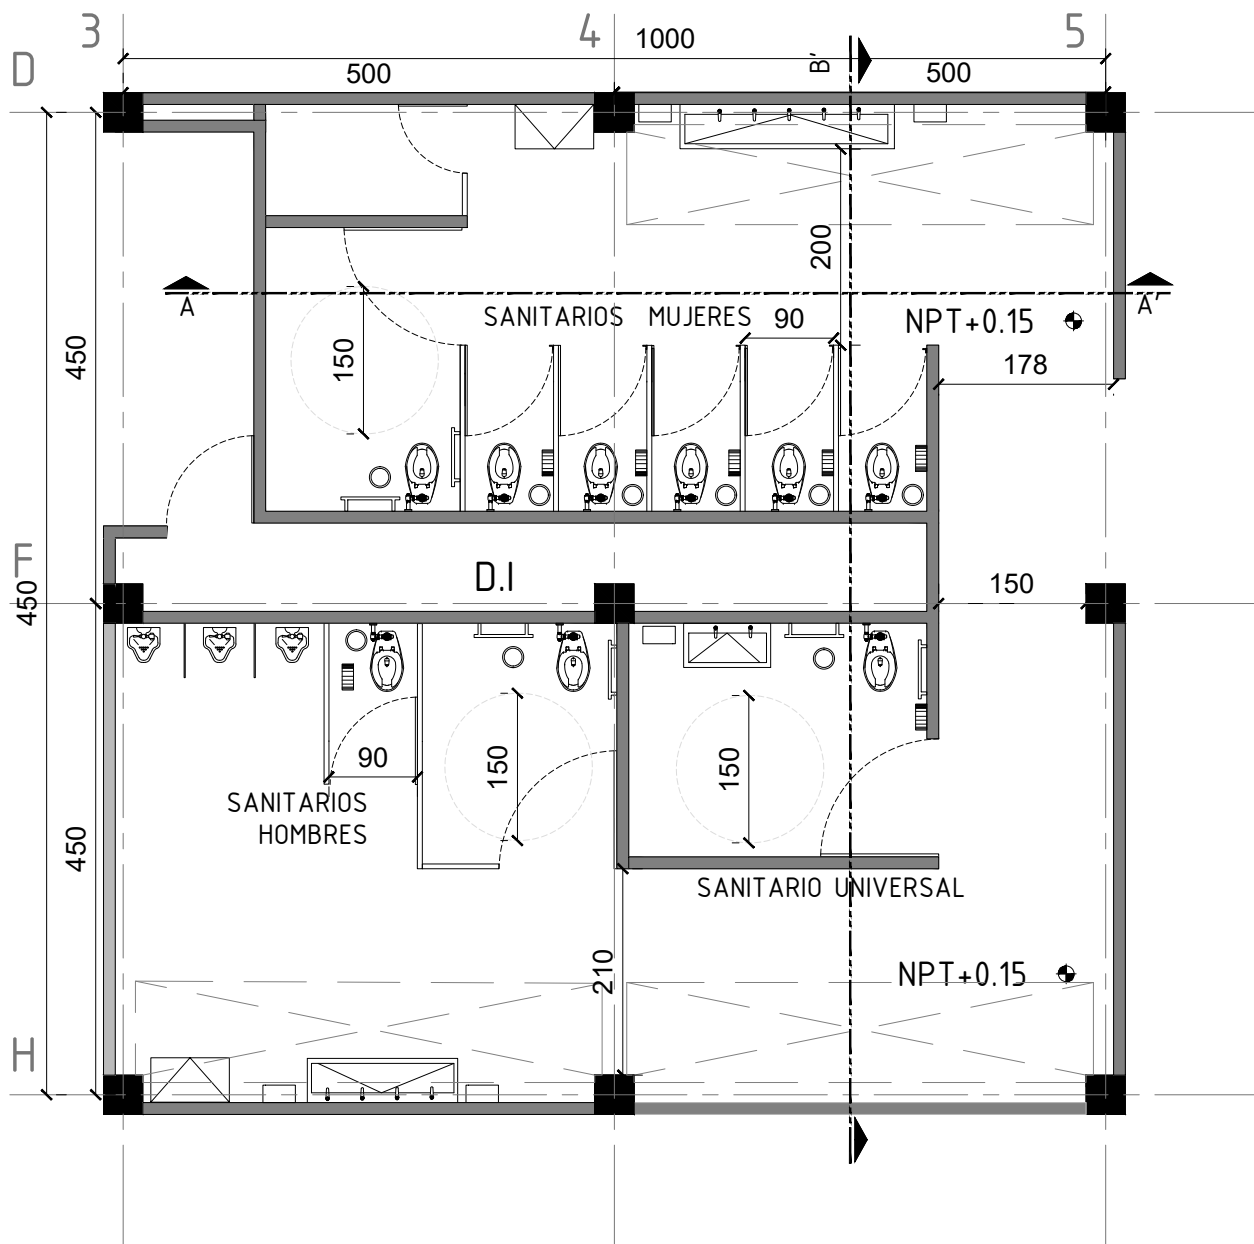 3
4
5
1000
D
500
B'
500
200
A
A'
SANITARIOS MUJERES
90
NPT+0.15
150
450
178
F
450
D.I
150
90
150
150
SANITARIOS
HOMBRES
450
SANITARIO UNIVERSAL
210
NPT+0.15
H